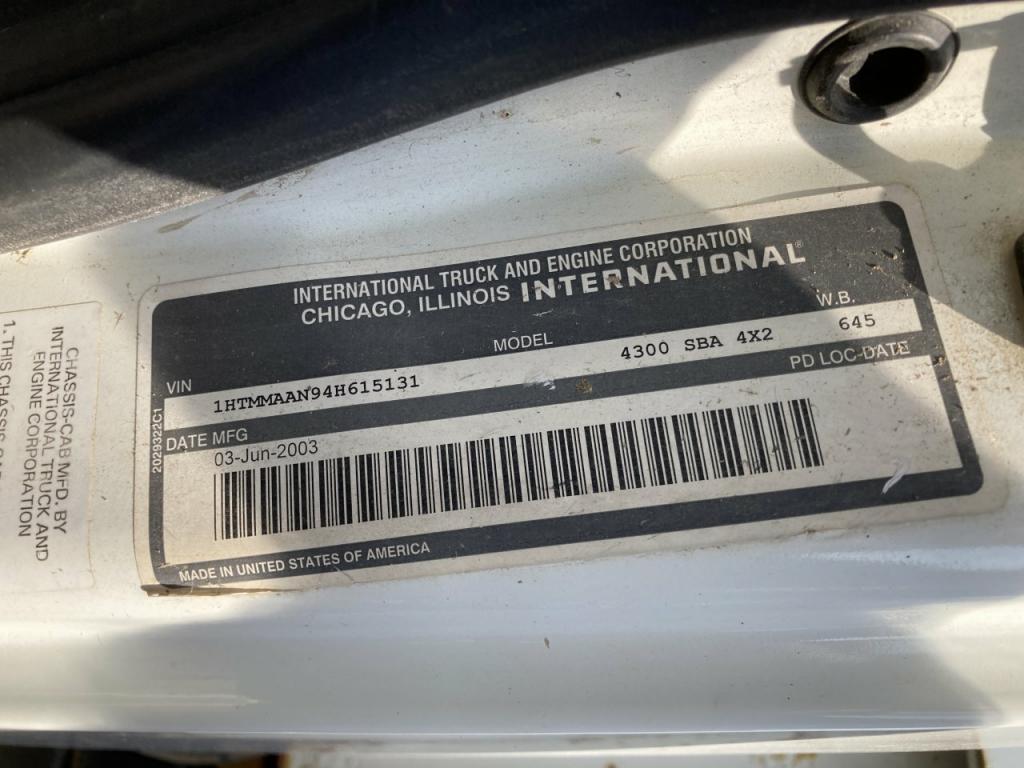 INTERNATIONAL TRUCK AND ENGINE CORPORATION
CHICAGO, ILLINOIS INTERNATIONAL®
VIN MODEL W.B.
1HTMMAAN94H615131 4300 SBA 4X2 645
DATE MFG PD LOC-DATE
03-Jun-2003
MADE IN UNITED STATES OF AMERICA
2029322C1
CHASSIS-CAB MFD. BY
INTERNATIONAL TRUCK AND
ENGINE CORPORATION
1. THIS CHASSIS